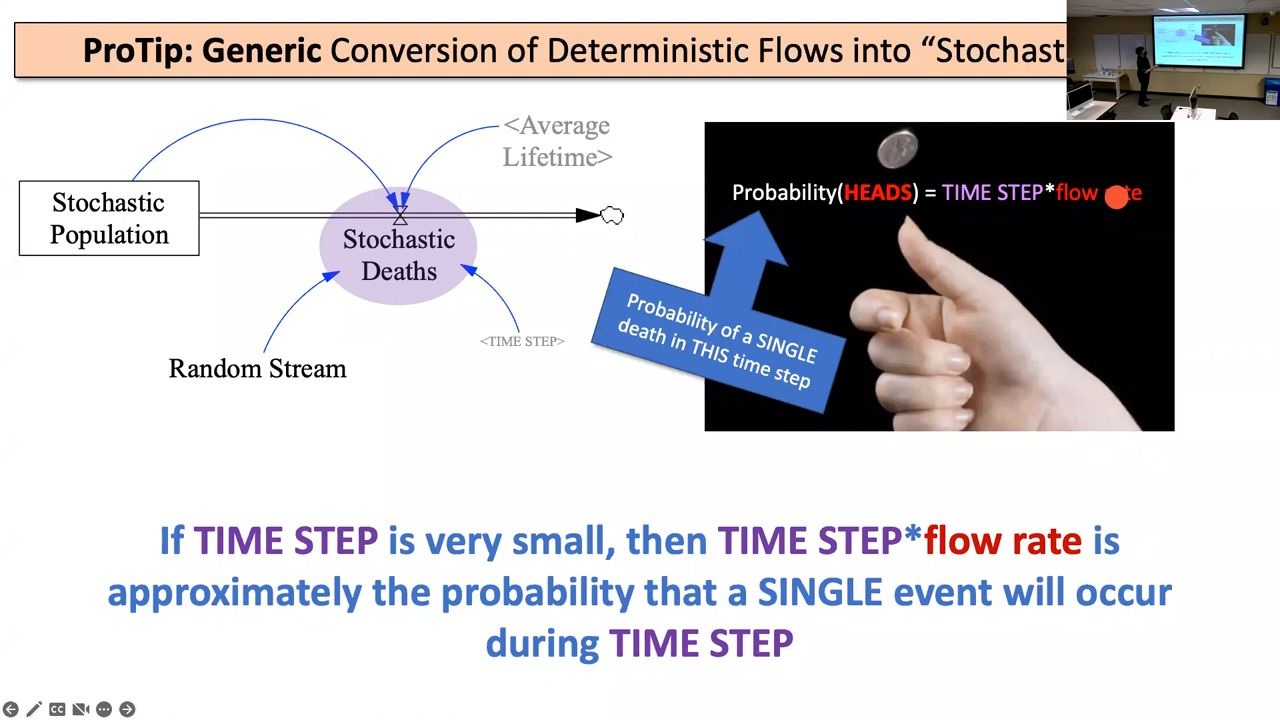 ProTip: Generic Conversion of Deterministic Flows into “Stochast
<Average
Lifetime>
Stochastic
Population
Stochastic
Deaths
<TIME STEP>
Random Stream
Probability(HEADS) = TIME STEP*flow rate
Probability of a SINGLE
death in THIS time step
If TIME STEP is very small, then TIME STEP*flow rate is
approximately the probability that a SINGLE event will occur
during TIME STEP
CC